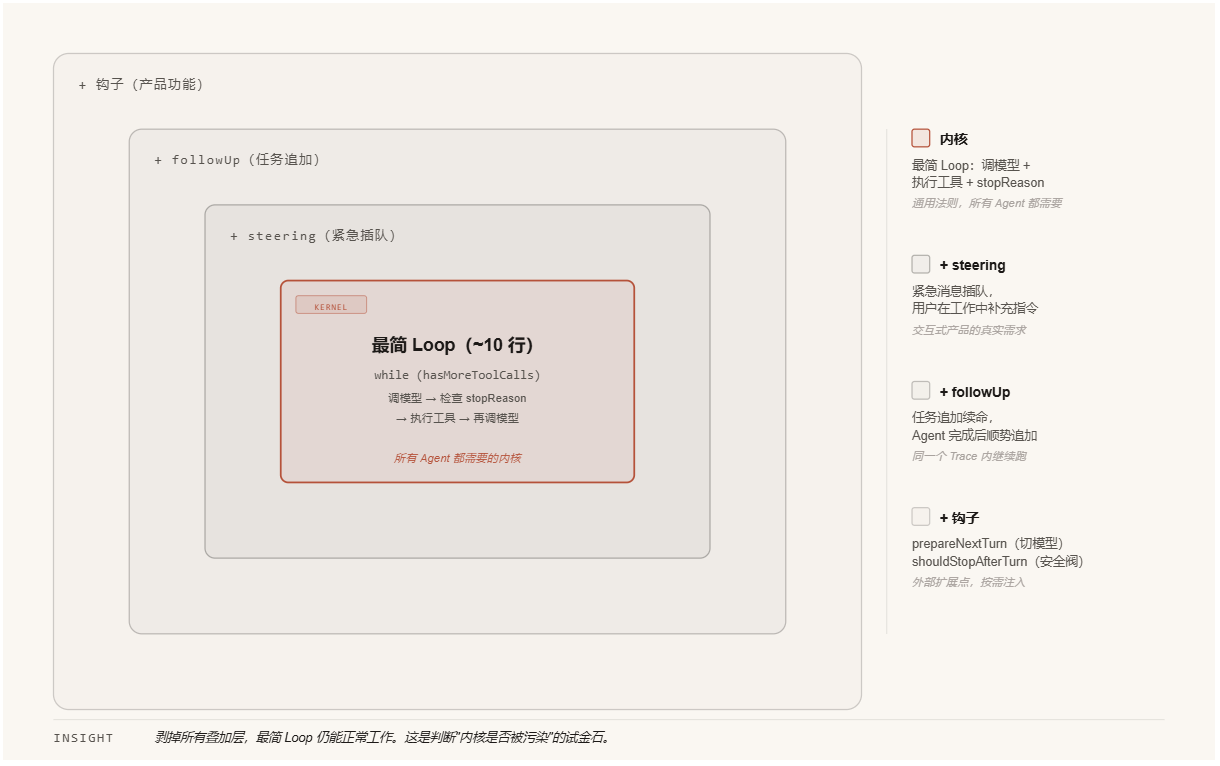 + 钩子（产品功能）
+ followUp（任务追加）
+ steering（紧急插队）
KERNEL
最简 Loop（~10 行）
while (hasMoreToolCalls)
调模型 → 检查 stopReason
→ 执行工具 → 再调模型
所有 Agent 都需要的内核
内核
最简 Loop：调模型 +
执行工具 + stopReason
通用法则，所有 Agent 都需要
+ steering
紧急消息插队，
用户在工作中补充指令
交互式产品的真实需求
+ followUp
任务追加续命，
Agent 完成后顺势追加
同一个 Trace 内继续跑
+ 钩子
prepareNextTurn（切模型）
shouldStopAfterTurn（安全阀）
外部扩展点，按需注入
INSIGHT
剥掉所有叠加层，最简 Loop 仍能正常工作。这是判断"内核是否被污染"的试金石。